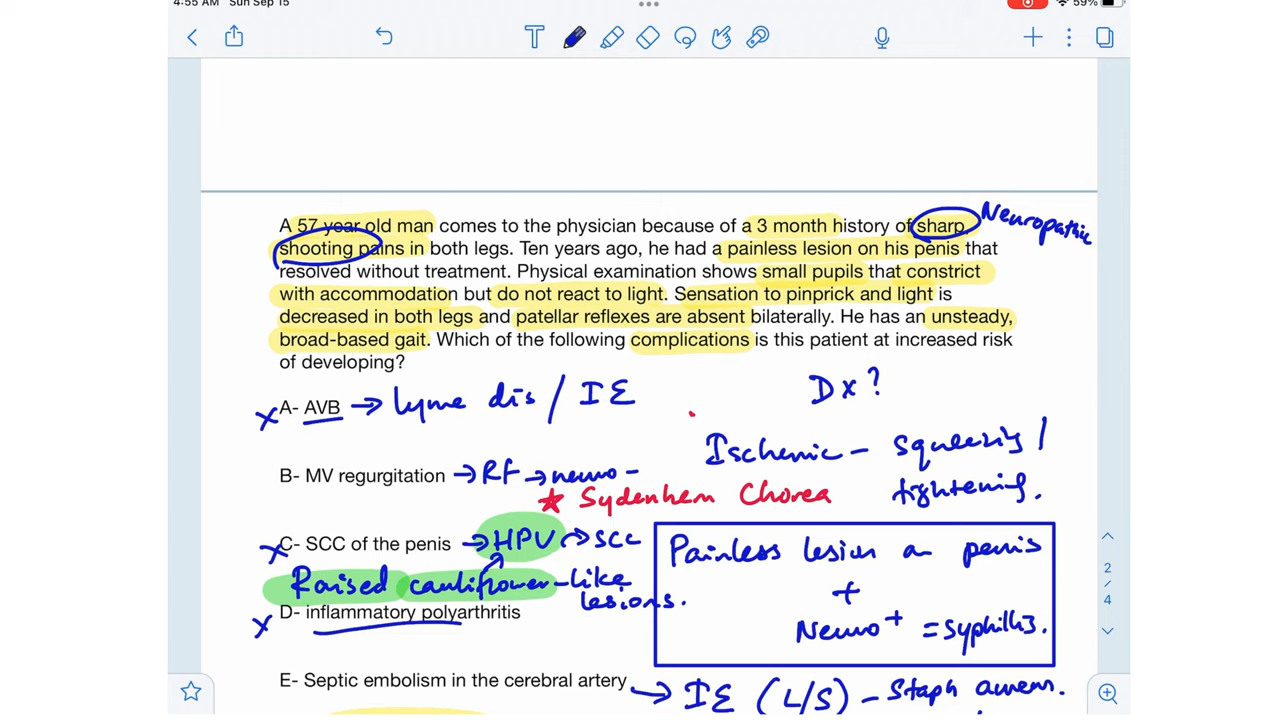 4:55 AM Sun Sep 15
59%
A 57 year old man comes to the physician because of a 3 month history of sharp,
Neuropathic
shooting pains in both legs. Ten years ago, he had a painless lesion on his penis that
resolved without treatment. Physical examination shows small pupils that constrict
with accommodation but do not react to light. Sensation to pinprick and light is
decreased in both legs and patellar reflexes are absent bilaterally. He has an unsteady,
broad-based gait. Which of the following complications is this patient at increased risk
of developing?
Dx?
x A- AVB → Lyme dis / IE
Ischemic - squeezing /
tightening.
B- MV regurgitation → RF → neuro -
★ Sydenhem Chorea
x C- SCC of the penis → HPV → SCC
Raised cauliflower-like
lesions.
Painless lesion on penis
+
Neuro+ = syphillis.
x D- inflammatory polyarthritis
E- Septic embolism in the cerebral artery → IE (L/S) - Staph
2
/
4